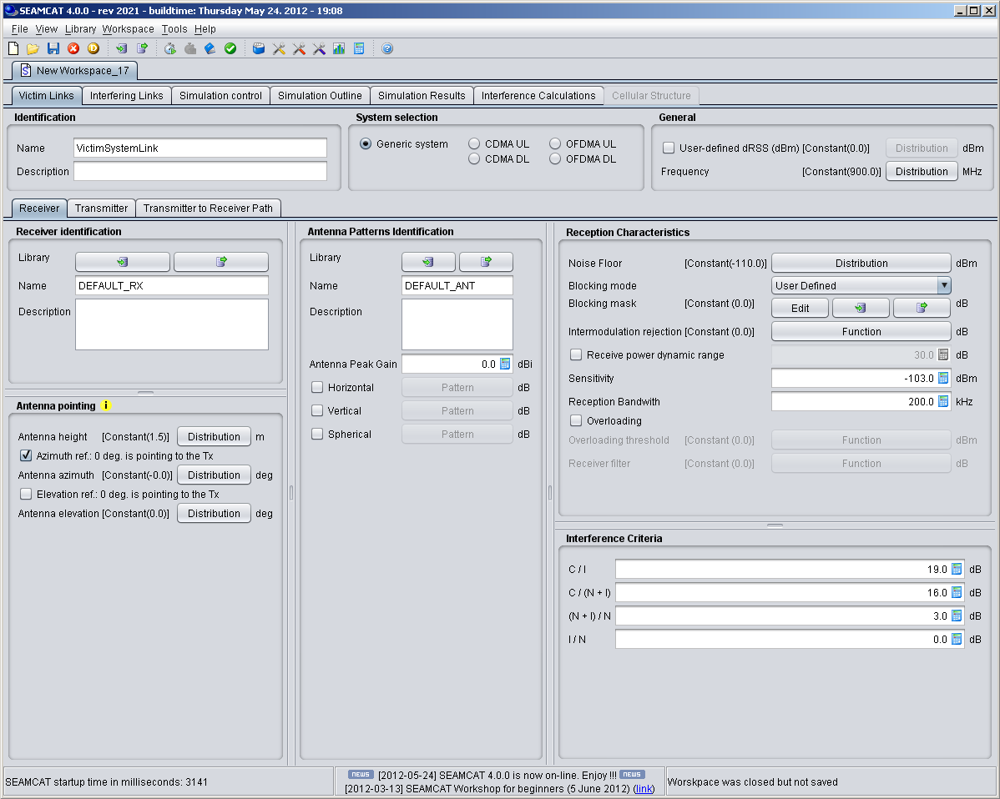 SEAMCAT 4.0.0 - rev 2021 - buildtime: Thursday May 24. 2012 - 19:08
File View Library Workspace Tools Help
New Workspace_17
Victim Links Interfering Links Simulation control Simulation Outline Simulation Results Interference Calculations Cellular Structure
Identification
Name VictimSystemLink
Description
System selection
Generic system CDMA UL OFDMA UL
CDMA DL OFDMA DL
General
User-defined dRSS (dBm) [Constant(0.0)] Distribution dBm
Frequency [Constant(900.0)] Distribution MHz
Receiver Transmitter Transmitter to Receiver Path
Receiver identification
Library
Name DEFAULT_RX
Description
Antenna pointing i
Antenna height [Constant(1.5)] Distribution m
Azimuth ref.: 0 deg. is pointing to the Tx
Antenna azimuth [Constant(-0.0)] Distribution deg
Elevation ref.: 0 deg. is pointing to the Tx
Antenna elevation [Constant(0.0)] Distribution deg
Antenna Patterns Identification
Library
Name DEFAULT_ANT
Description
Antenna Peak Gain 0.0 dBi
Horizontal Pattern dB
Vertical Pattern dB
Spherical Pattern dB
Reception Characteristics
Noise Floor [Constant(-110.0)] Distribution dBm
Blocking mode User Defined
Blocking mask [Constant (0.0)] Edit dB
Intermodulation rejection [Constant (0.0)] Function dB
Receive power dynamic range 30.0 dB
Sensitivity -103.0 dBm
Reception Bandwith 200.0 kHz
Overloading
Overloading threshold [Constant (0.0)] Function dBm
Receiver filter [Constant (0.0)] Function dB
Interference Criteria
C / I 19.0 dB
C / (N + I) 16.0 dB
(N + I) / N 3.0 dB
I / N 0.0 dB
SEAMCAT startup time in milliseconds: 3141
NEWS [2012-05-24] SEAMCAT 4.0.0 is now on-line. Enjoy !!! NEWS
[2012-03-13] SEAMCAT Workshop for beginners (5 June 2012) (link)
Worskpace was closed but not saved